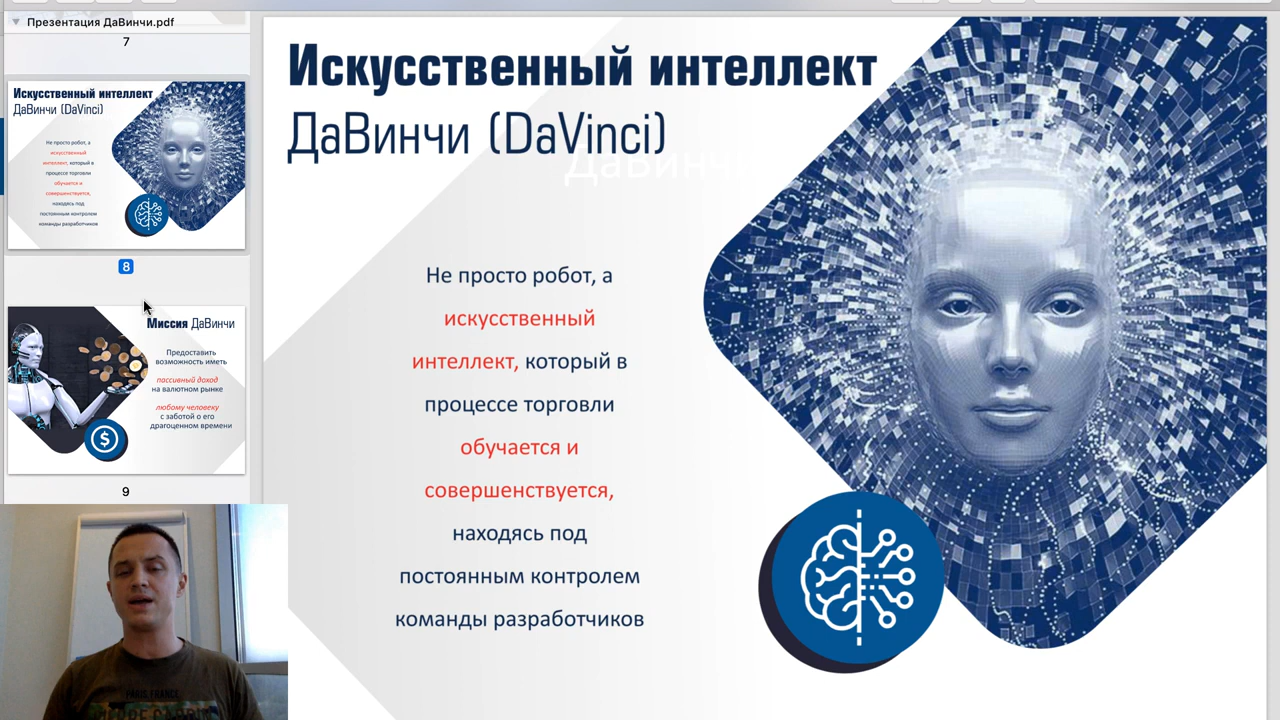 Презентация ДаВинчи.pdf
7
Искусственный интеллект
ДаВинчи (DaVinci)
Не просто робот, а
искусственный
интеллект, который в
процессе торговли
обучается и
совершенствуется,
находясь под
постоянным контролем
команды разработчиков
8
Миссия ДаВинчи
Предоставить
возможность иметь
пассивный доход
на валютном рынке
любому человеку
с заботой о его
драгоценном времени
$
9
PARIS FRANCE
Искусственный интеллект
ДаВинчи (DaVinci)
Не просто робот, а
искусственный
интеллект, который в
процессе торговли
обучается и
совершенствуется,
находясь под
постоянным контролем
команды разработчиков